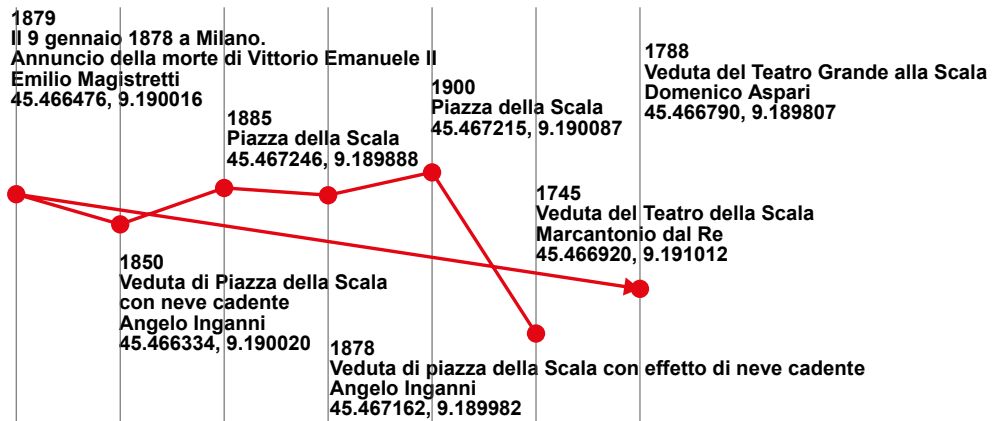 1879
Il 9 gennaio 1878 a Milano.
Annuncio della morte di Vittorio Emanuele II
Emilio Magistretti
45.466476, 9.190016
1850
Veduta di Piazza della Scala
con neve cadente
Angelo Inganni
45.466334, 9.190020
1885
Piazza della Scala
45.467246, 9.189888
1878
Veduta di piazza della Scala con effetto di neve cadente
Angelo Inganni
45.467162, 9.189982
1900
Piazza della Scala
45.467215, 9.190087
1745
Veduta del Teatro della Scala
Marcantonio dal Re
45.466920, 9.191012
1788
Veduta del Teatro Grande alla Scala
Domenico Aspari
45.466790, 9.189807